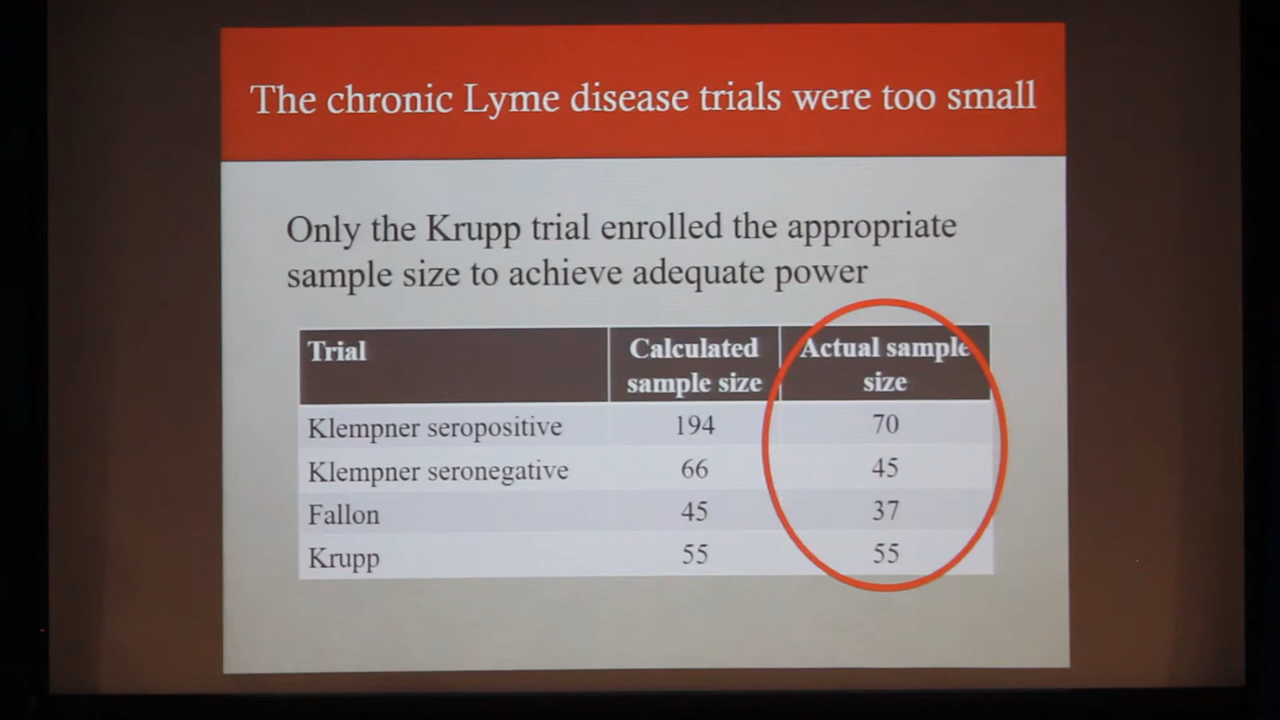 The chronic Lyme disease trials were too small
Only the Krupp trial enrolled the appropriate
sample size to achieve adequate power
Trial Calculated sample size Actual sample size
Klempner seropositive 194 70
Klempner seronegative 66 45
Fallon 45 37
Krupp 55 55